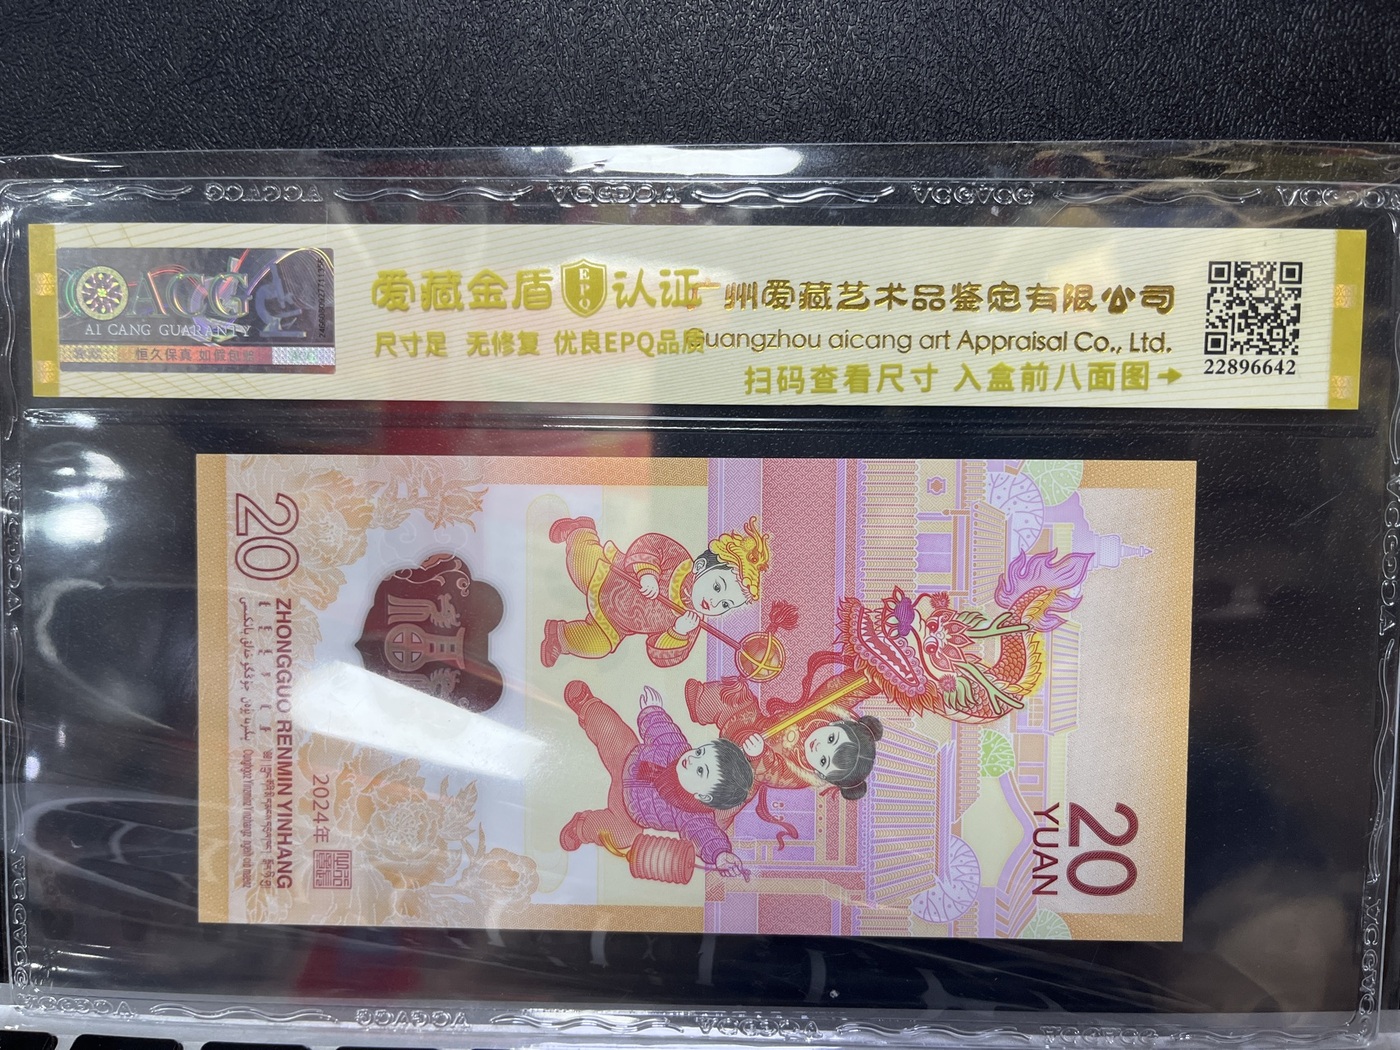 ACG
AI CANG GUARANTY
恒久保真 如假包赔
爱藏金盾 EPQ 认证
尺寸足 无修复 优良EPQ品质
广州爱藏艺术品鉴定有限公司
Guangzhou aicang art Appraisal Co., Ltd.
扫码查看尺寸 入盒前八面图→
22896642
20
ZHONGGUO RENMIN YINHANG
2024年
20
YUAN